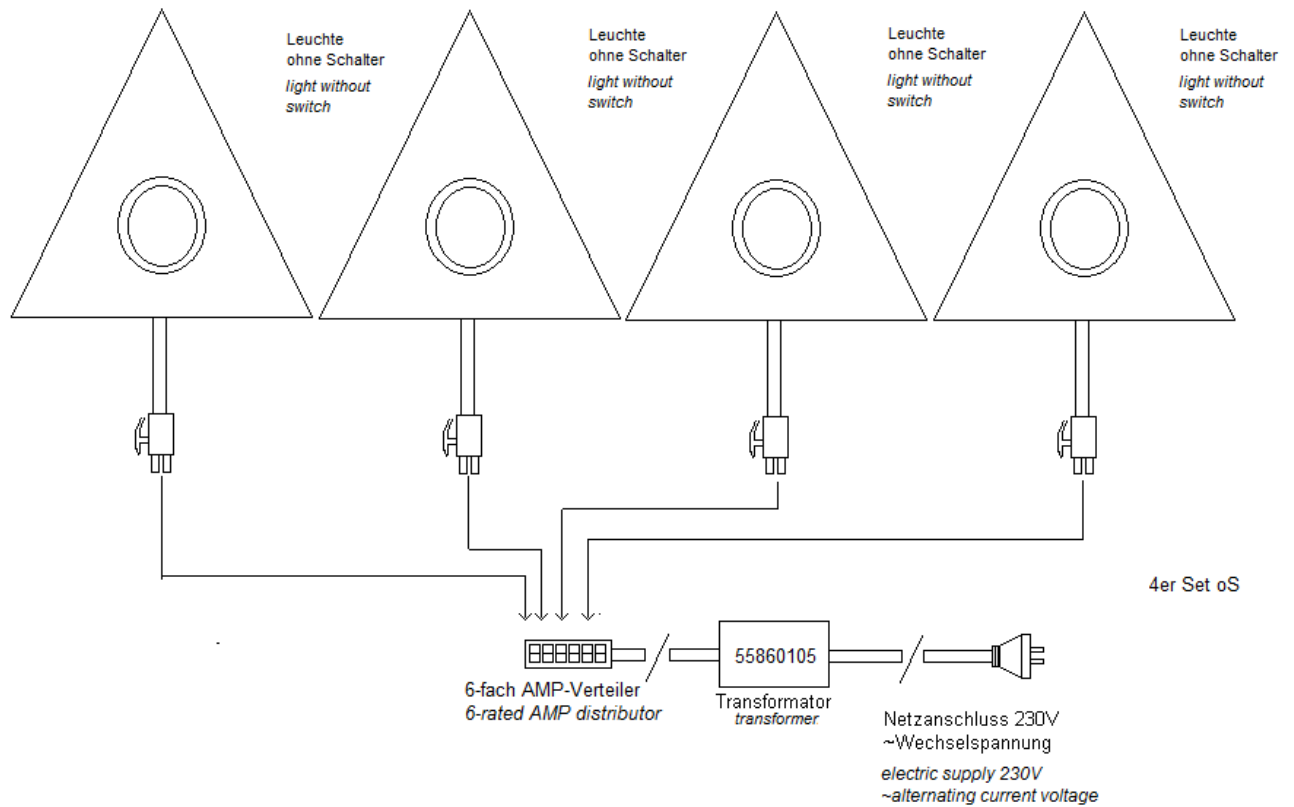 Leuchte
ohne Schalter
light without
switch
Leuchte
ohne Schalter
light without
switch
Leuchte
ohne Schalter
light without
switch
Leuchte
ohne Schalter
light without
switch
4er Set oS
55860105
6-fach AMP-Verteiler
6-rated AMP distributor
Transformator
transformer
Netzanschluss 230V
~Wechselspannung
electric supply 230V
~alternating current voltage